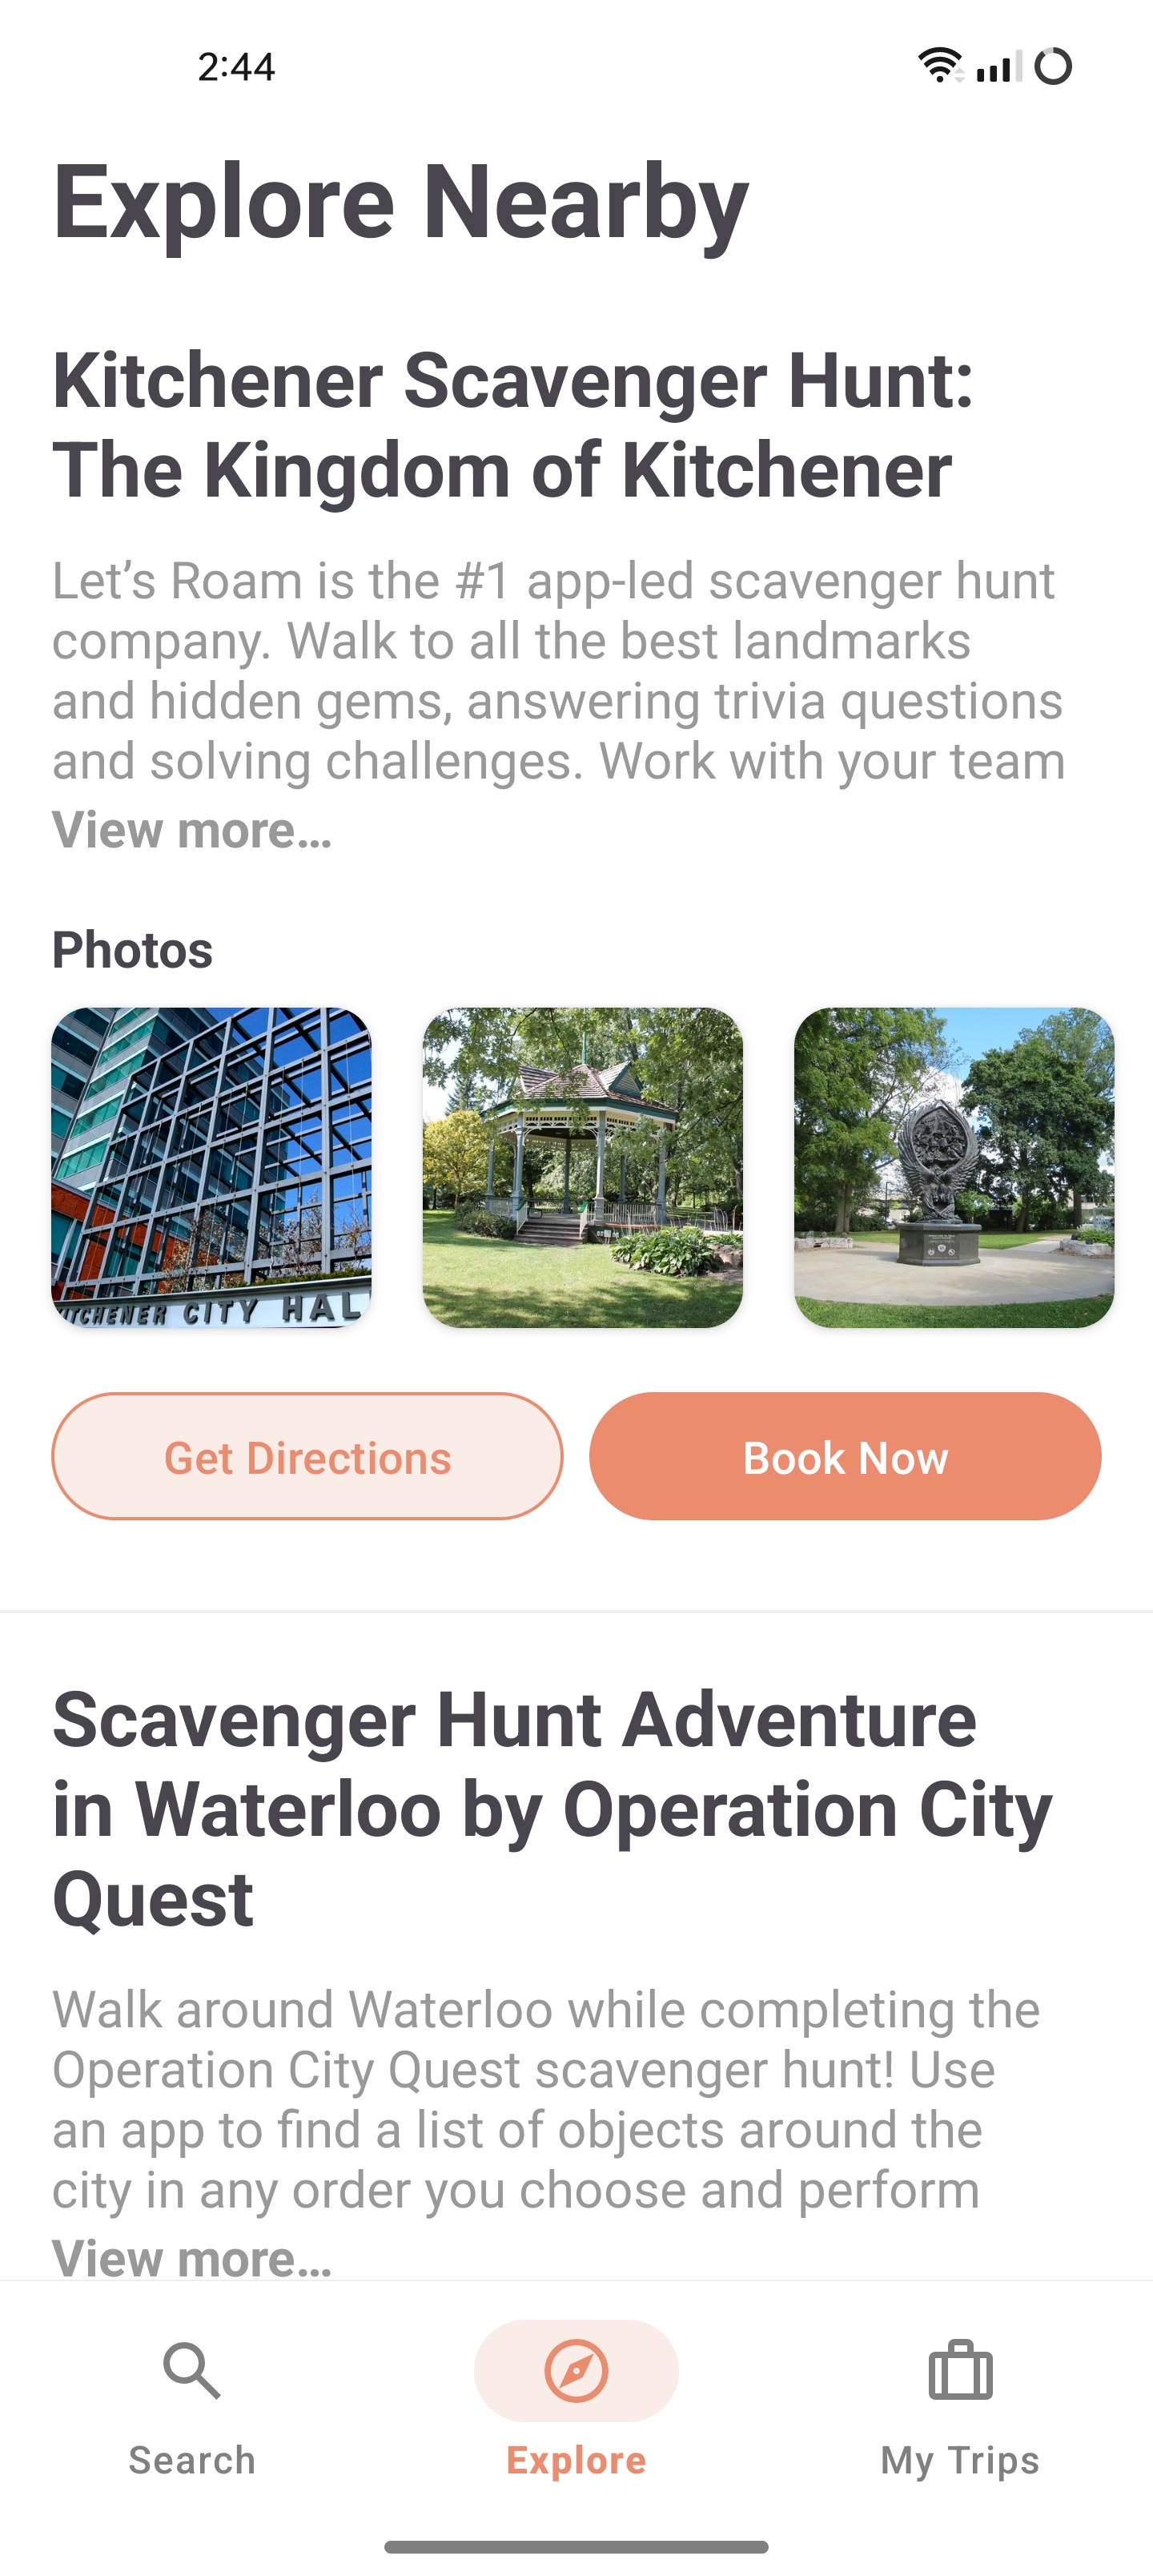 2:44
Explore Nearby
Kitchener Scavenger Hunt:
The Kingdom of Kitchener
Let’s Roam is the #1 app-led scavenger hunt
company. Walk to all the best landmarks
and hidden gems, answering trivia questions
and solving challenges. Work with your team
View more…
Photos
ITCHENER CITY HAL
Get Directions
Book Now
Scavenger Hunt Adventure
in Waterloo by Operation City
Quest
Walk around Waterloo while completing the
Operation City Quest scavenger hunt! Use
an app to find a list of objects around the
city in any order you choose and perform
View more…
Search
Explore
My Trips